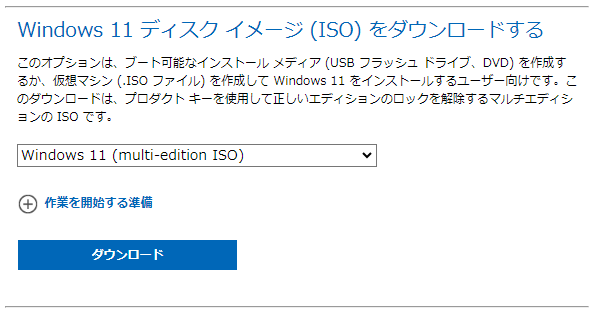 Windows 11 ディスク イメージ (ISO) をダウンロードする
このオプションは、ブート可能なインストール メディア (USB フラッシュ ドライブ、DVD) を作成す
るか、仮想マシン (.ISO ファイル) を作成して Windows 11 をインストールするユーザー向けです。こ
のダウンロードは、プロダクト キーを使用して正しいエディションのロックを解除するマルチエディシ
ョンの ISO です。
Windows 11 (multi-edition ISO)
作業を開始する準備
ダウンロード